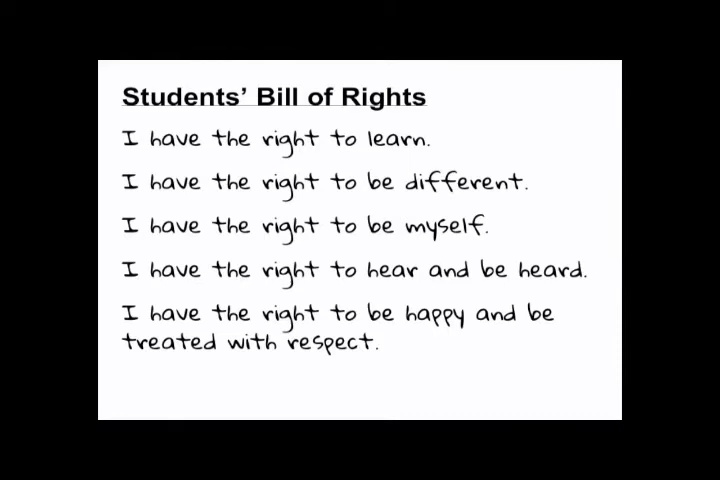 Students’ Bill of Rights
I have the right to learn.
I have the right to be different.
I have the right to be myself.
I have the right to hear and be heard.
I have the right to be happy and be
treated with respect.